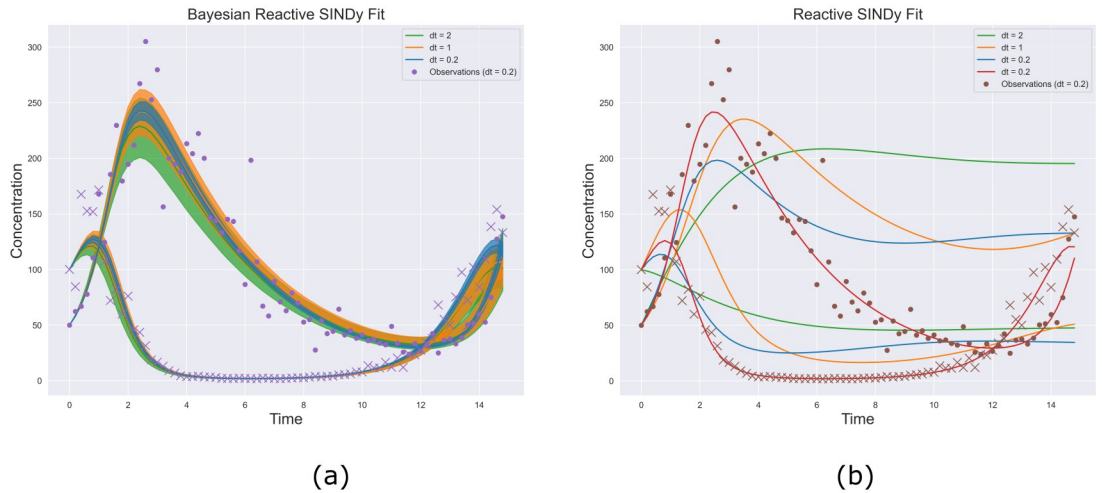 Bayesian Reactive SINDy Fit
dt = 2
dt = 1
dt = 0.2
Observations (dt = 0.2)
300
250
200
150
100
50
0
Concentration
0 2 4 6 8 10 12 14
Time
(a)
Reactive SINDy Fit
dt = 2
dt = 1
dt = 0.2
dt = 0.2
Observations (dt = 0.2)
300
250
200
150
100
50
0
Concentration
0 2 4 6 8 10 12 14
Time
(b)